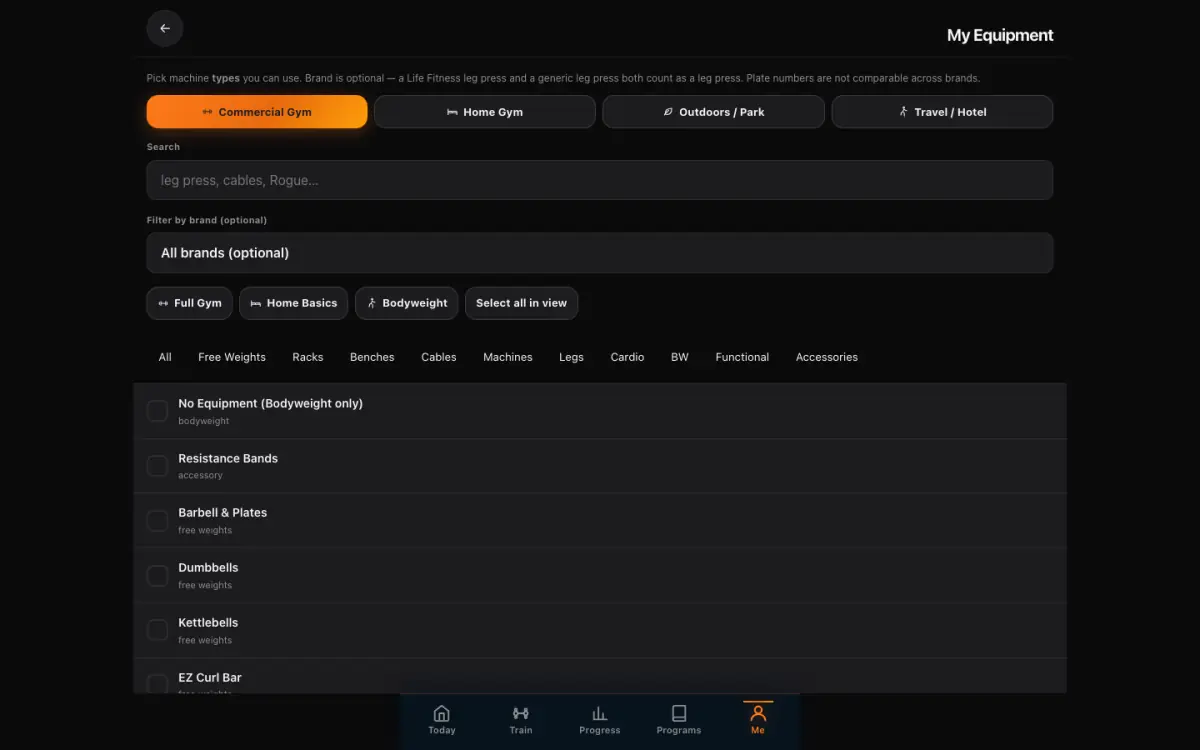 My Equipment
Pick machine types you can use. Brand is optional — a Life Fitness leg press and a generic leg press both count as a leg press. Plate numbers are not comparable across brands.
Commercial Gym
Home Gym
Outdoors / Park
Travel / Hotel
Search
leg press, cables, Rogue...
Filter by brand (optional)
All brands (optional)
Full Gym
Home Basics
Bodyweight
Select all in view
All
Free Weights
Racks
Benches
Cables
Machines
Legs
Cardio
BW
Functional
Accessories
No Equipment (Bodyweight only)
bodyweight
Resistance Bands
accessory
Barbell & Plates
free weights
Dumbbells
free weights
Kettlebells
free weights
EZ Curl Bar
free weights
Today
Train
Progress
Programs
Me